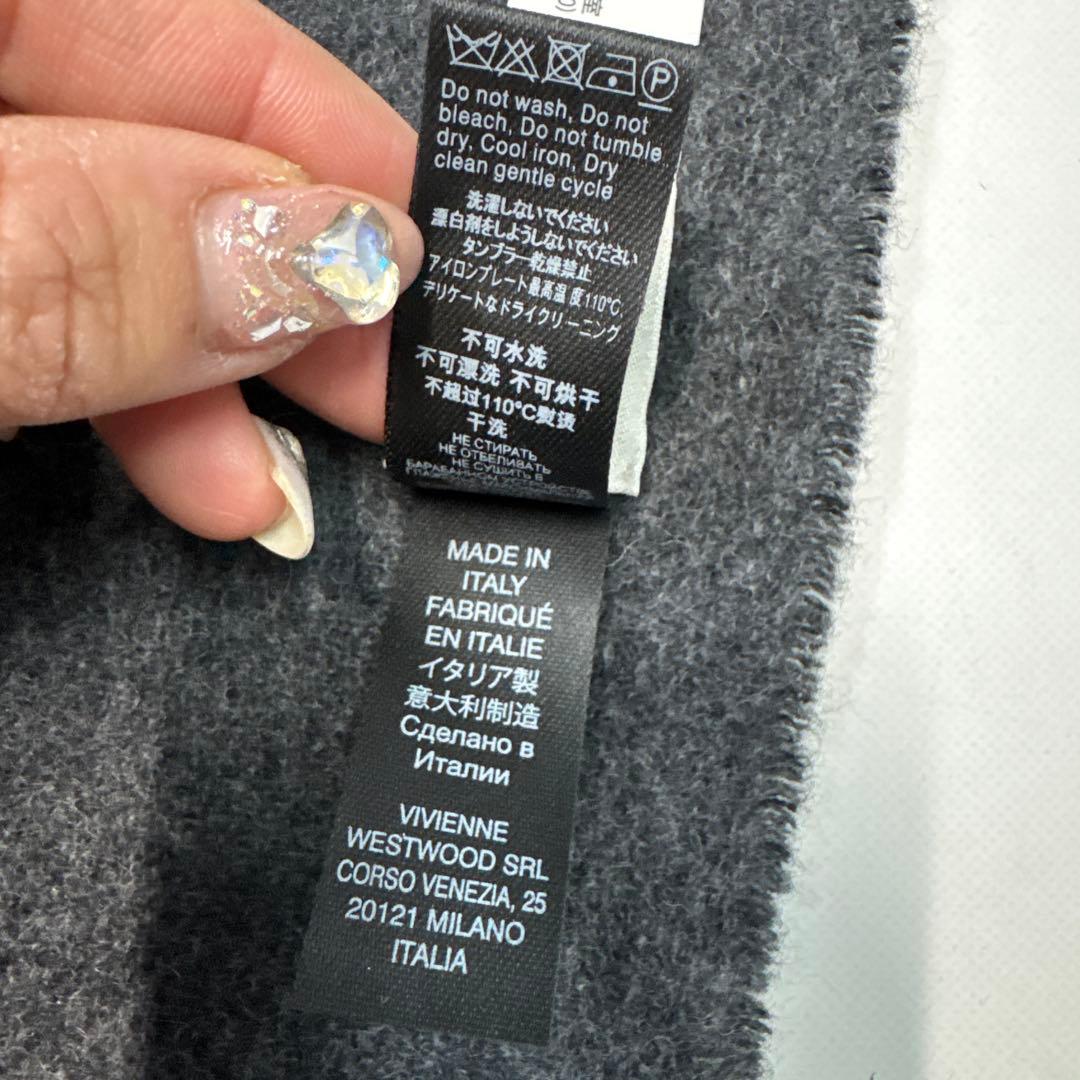 P
Do not wash, Do not
bleach, Do not tumble
dry, Cool iron, Dry
clean gentle cycle
洗濯しないでください
漂白剤をしようしないでください
タンブラー乾燥禁止
アイロンプレート最高温度110℃
デリケートなドライクリーニング
不可水洗
不可漂洗 不可烘干
不超过110°C熨烫
干洗
НЕ СТИРАТЬ
НЕ ОТБЕЛИВАТЬ
НЕ СУШИТЬ В
БАРАБАННОМ УСТРОЙСТВЕ
MADE IN
ITALY
FABRIQUÉ
EN ITALIE
イタリア製
意大利制造
Сделано в
Италии
VIVIENNE
WESTWOOD SRL
CORSO VENEZIA, 25
20121 MILANO
ITALIA